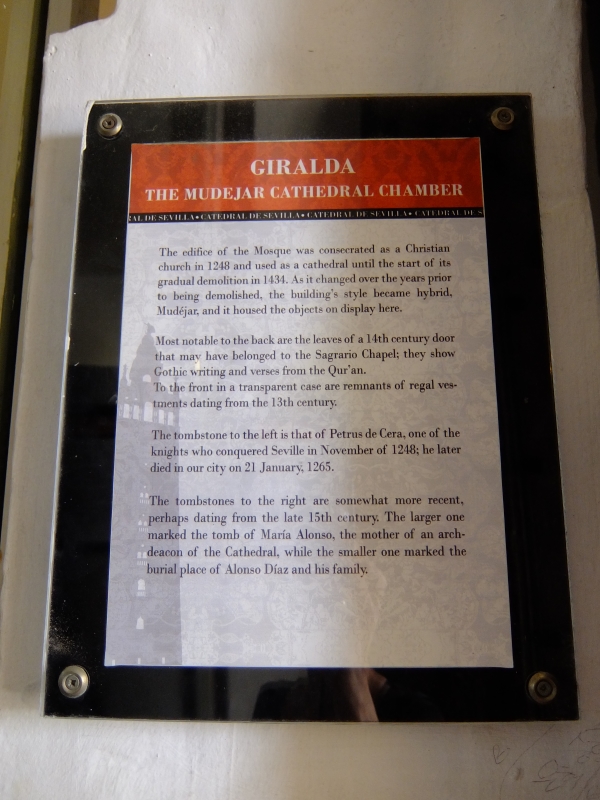 GIRALDA
THE MUDEJAR CATHEDRAL CHAMBER
RAL DE SEVILLA • CATEDRAL DE SEVILLA • CATEDRAL DE SEVILLA • CATEDRAL DE S
The edifice of the Mosque was consecrated as a Christian
church in 1248 and used as a cathedral until the start of its
gradual demolition in 1434. As it changed over the years prior
to being demolished, the building's style became hybrid,
Mudéjar, and it housed the objects on display here.
Most notable to the back are the leaves of a 14th century door
that may have belonged to the Sagrario Chapel; they show
Gothic writing and verses from the Qur'an.
To the front in a transparent case are remnants of regal ves-
tments dating from the 13th century.
The tombstone to the left is that of Petrus de Cera, one of the
knights who conquered Seville in November of 1248; he later
died in our city on 21 January, 1265.
The tombstones to the right are somewhat more recent,
perhaps dating from the late 15th century. The larger one
marked the tomb of María Alonso, the mother of an arch-
deacon of the Cathedral, while the smaller one marked the
burial place of Alonso Díaz and his family.